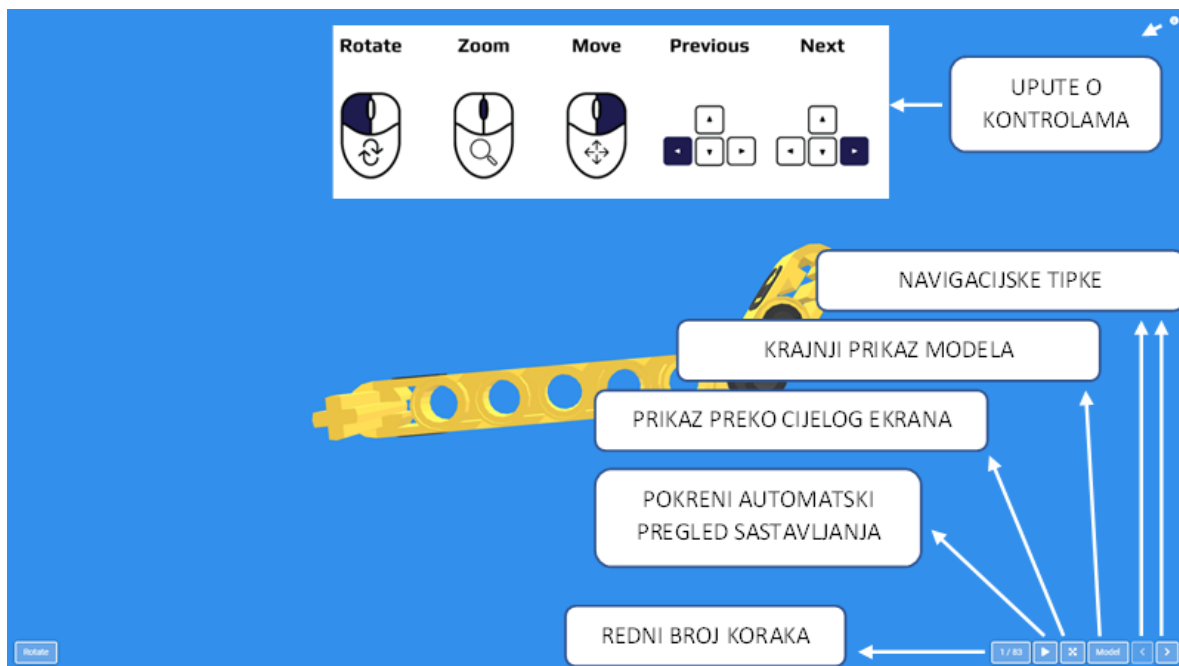 Rotate Zoom Move Previous Next
UPUTE O
KONTROLAMA
NAVIGACIJSKE TIPKE
KRAJNJI PRIKAZ MODELA
PRIKAZ PREKO CIJELOG EKRANA
POKRENI AUTOMATSKI
PREGLED SASTAVLJANJA
REDNI BROJ KORAKA
Rotate 1 / 83 Model